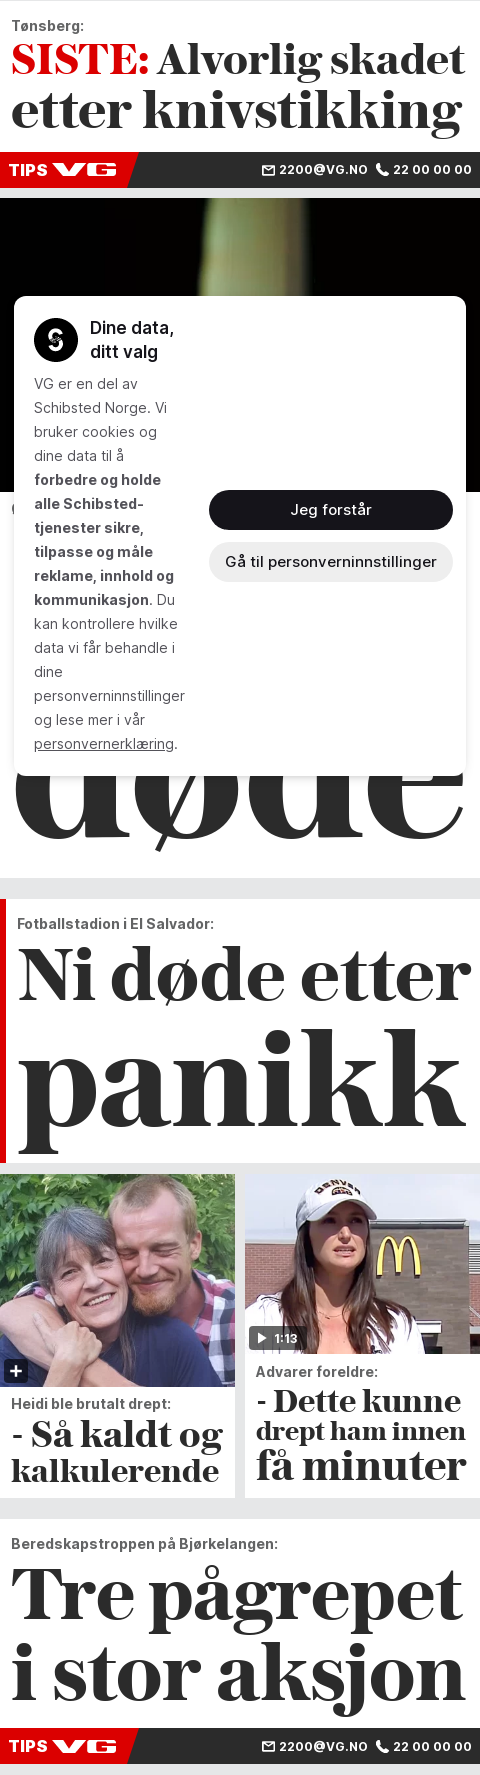 Tønsberg:
SISTE: Alvorlig skadet
etter knivstikking
TIPS VG 2200@VG.NO 22 00 00 00
Dine data,
ditt valg
VG er en del av
Schibsted Norge. Vi
bruker cookies og
dine data til å
forbedre og holde
alle Schibsted-
tjenester sikre,
tilpasse og måle
reklame, innhold og
kommunikasjon. Du
kan kontrollere hvilke
data vi får behandle i
dine
personverninnstillinger
og lese mer i vår
personvernerklæring.
Jeg forstår
Gå til personverninnstillinger
døde
Fotballstadion i El Salvador:
Ni døde etter
panikk
DENVER
1:13
Heidi ble brutalt drept:
- Så kaldt og
kalkulerende
Advarer foreldre:
- Dette kunne
drept ham innen
få minuter
Beredskapstroppen på Bjørkelangen:
Tre pågrepet
i stor aksjon
TIPS VG 2200@VG.NO 22 00 00 00